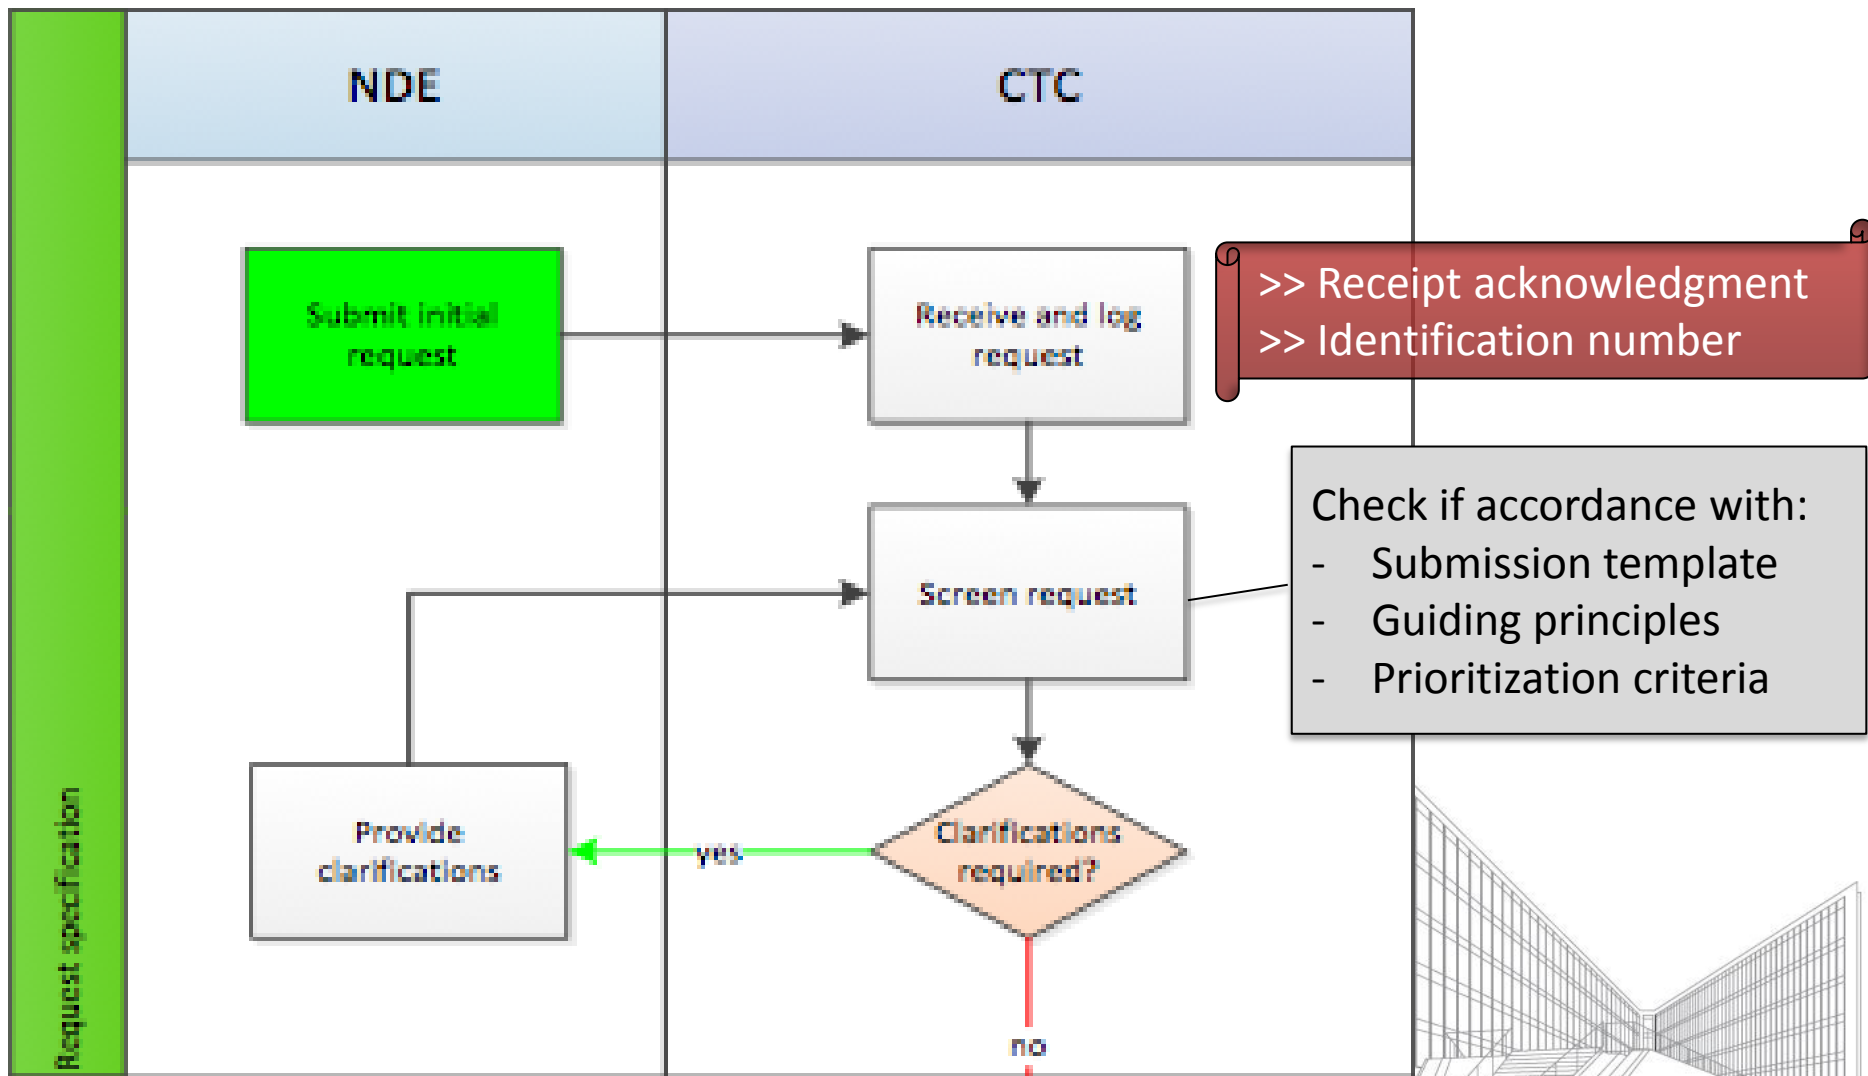 NDE
CTC
Submit initial
request
Receive and log
request
>> Receipt acknowledgment
>> Identification number
Screen request
Check if accordance with:
- Submission template
- Guiding principles
- Prioritization criteria
Provide
clarifications
yes
Clarifications
required?
no
Request specification